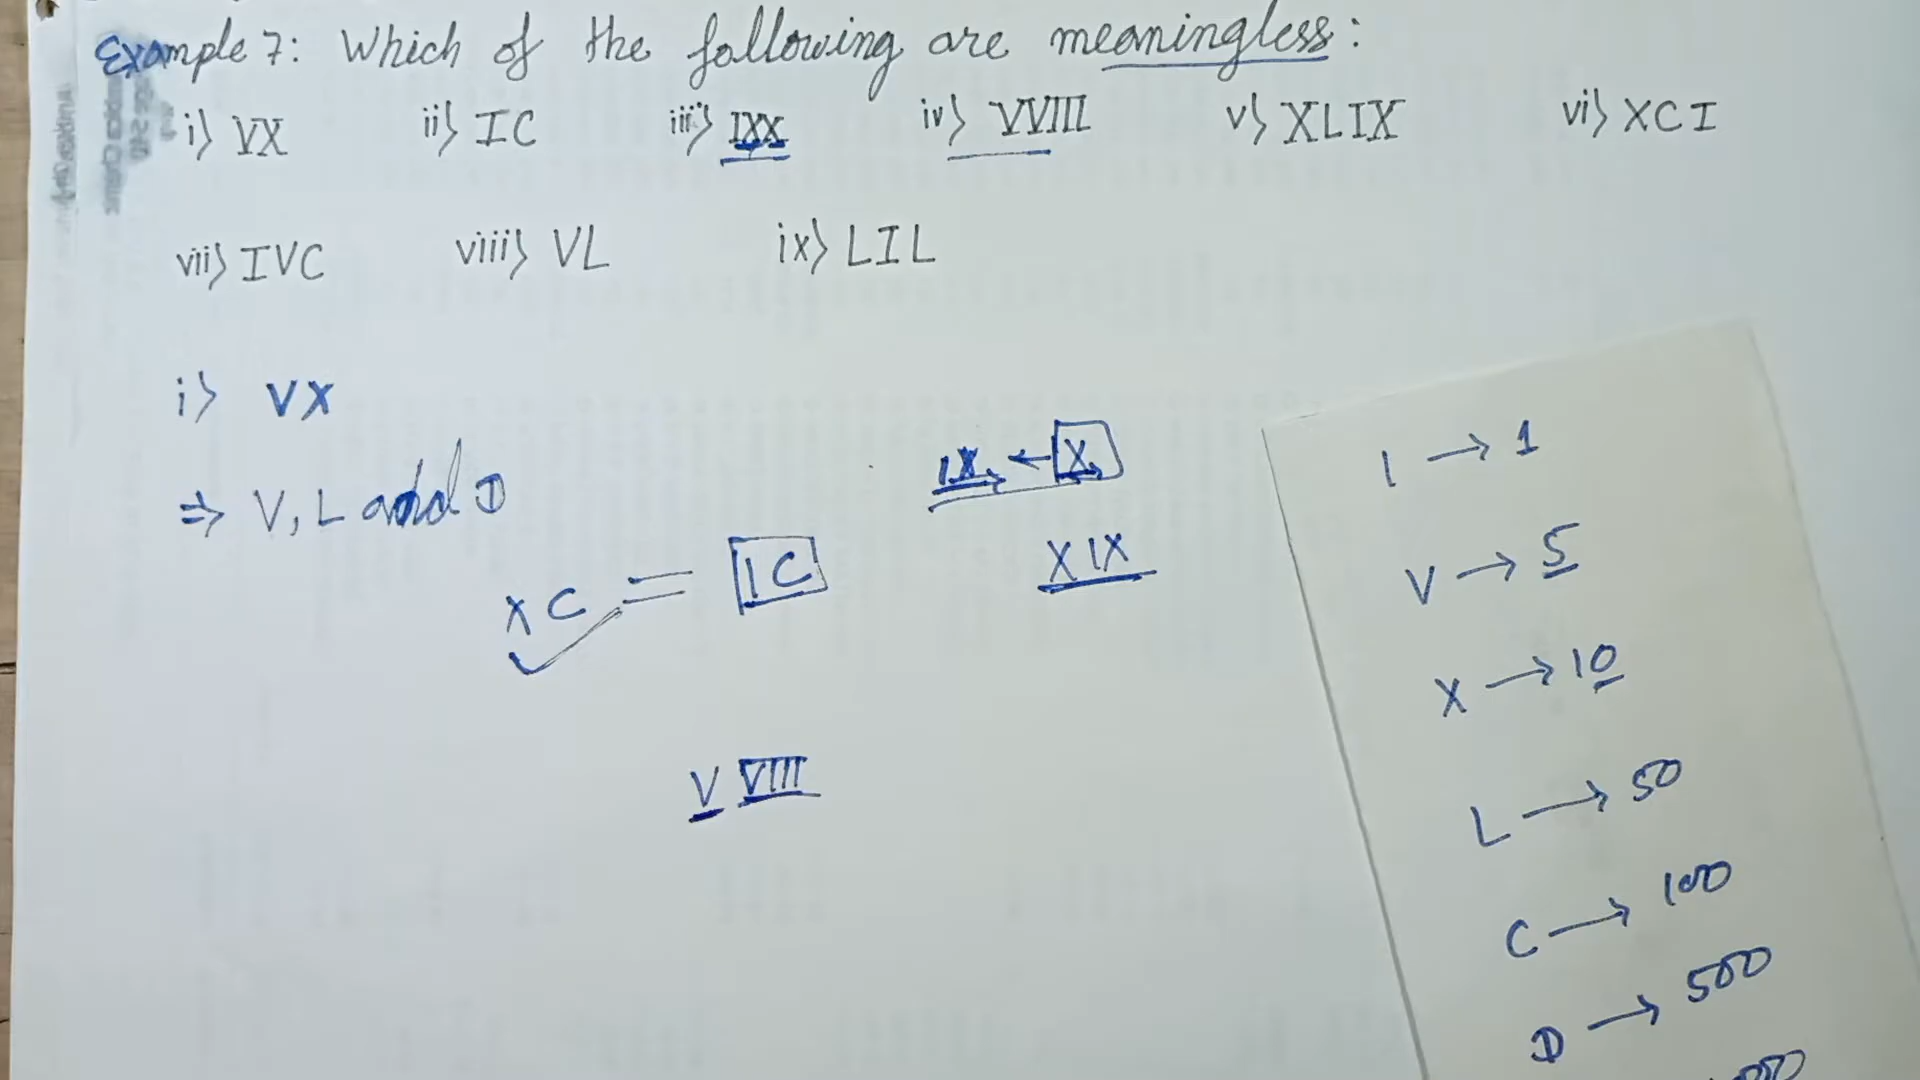 Example 7: Which of the following are meaningless:
i) VX ii) IC iii) IXX iv) VVIII v) XLIX vi) XCI
vii) IVC viii) VL ix) LIL
i) VX
⇒ V, L and D
IX ← X
XC = IC
XIX
V VIII
I → 1
V → 5
X → 10
L → 50
C → 100
D → 500